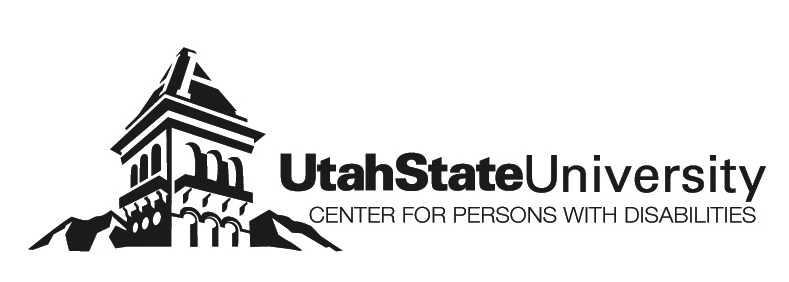 UtahStateUniversity
CENTER FOR PERSONS WITH DISABILITIES